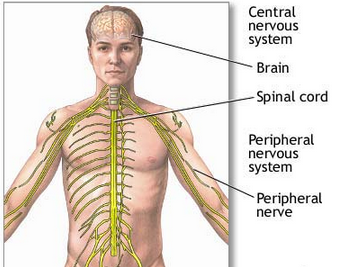 Central
nervous
system
Brain
Spinal cord
Peripheral
nervous
system
Peripheral
nerve